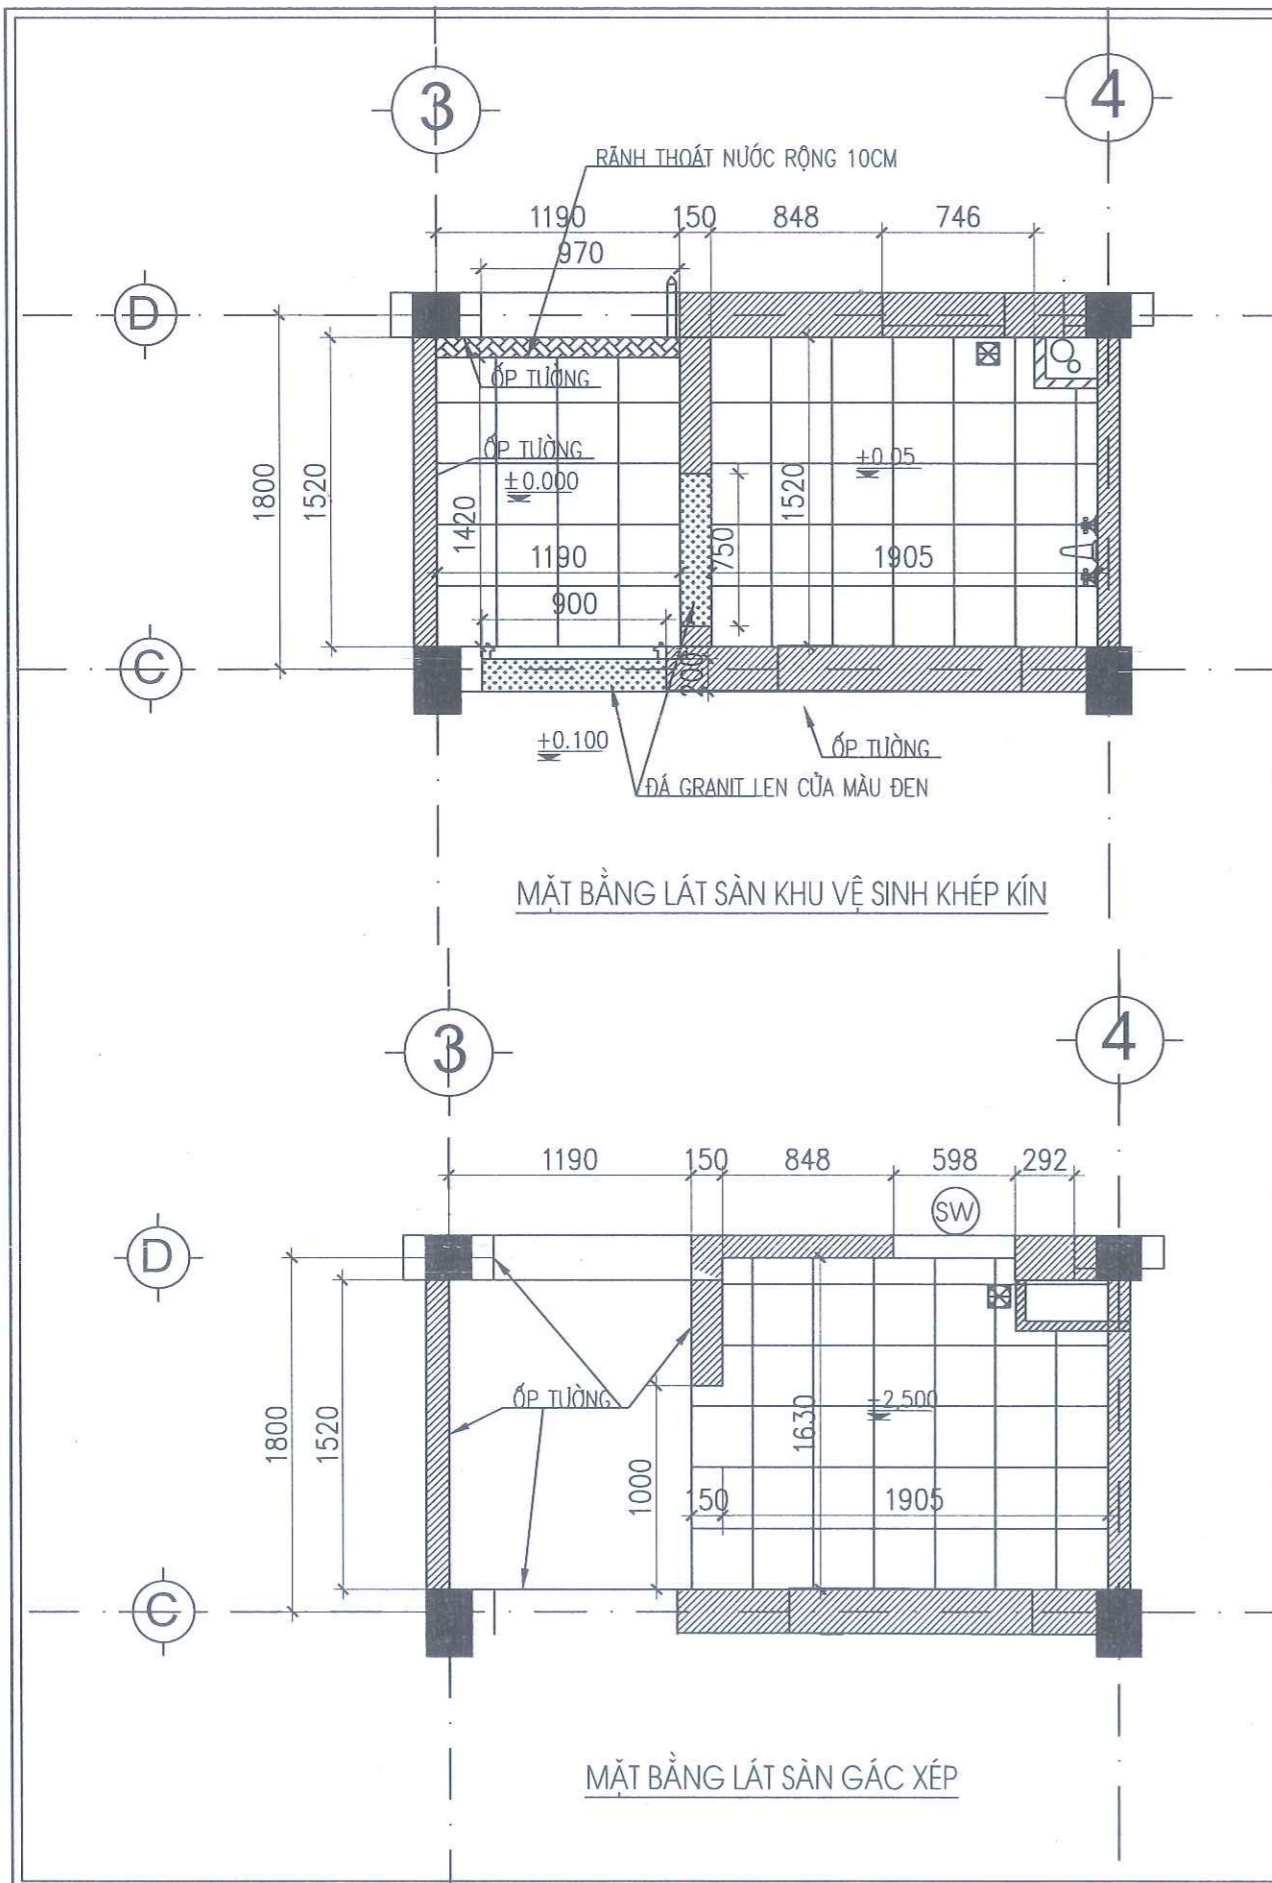 3
4
RÃNH THOÁT NƯỚC RỘNG 10CM
1190
150
848
746
970
D
ỐP TƯỜNG
ỐP TƯỜNG
±0.000
+0.05
1800
1520
1420
1520
750
1190
1905
900
200
C
+0.100
ỐP TƯỜNG
ĐÁ GRANIT LEN CỬA MÀU ĐEN
MẶT BẰNG LÁT SÀN KHU VỆ SINH KHÉP KÍN
3
4
1190
150
848
598
292
SW
D
ỐP TƯỜNG
+2,500
1800
1520
1000
1630
150
1905
C
MẶT BẰNG LÁT SÀN GÁC XÉP